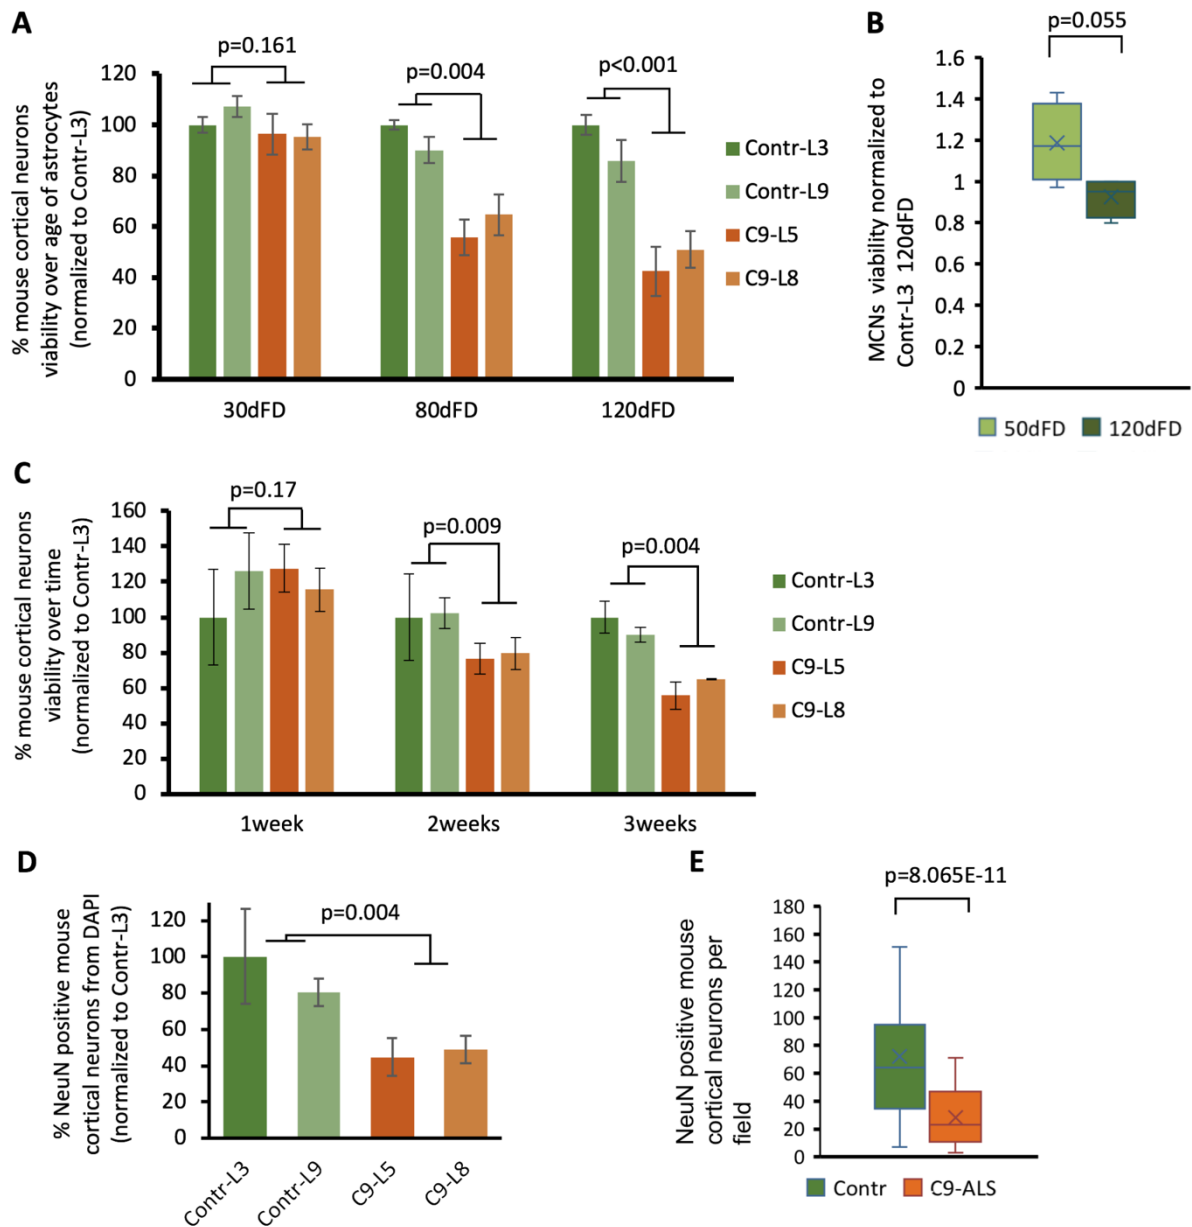 A
% mouse cortical neurons
viability over age of astrocytes
(normalized to Contr-L3)
p=0.161
p=0.004
p<0.001
120
100
80
60
40
20
0
30dFD
80dFD
120dFD
Contr-L3
Contr-L9
C9-L5
C9-L8
B
MCNs viability normalized to
Contr-L3 120dFD
p=0.055
1.6
1.4
1.2
1
0.8
0.6
0.4
0.2
0
50dFD
120dFD
C
% mouse cortical neurons
viability over time
(normalized to Contr-L3)
p=0.17
p=0.009
p=0.004
160
140
120
100
80
60
40
20
0
1week
2weeks
3weeks
Contr-L3
Contr-L9
C9-L5
C9-L8
D
% NeuN positive mouse
cortical neurons from DAPI
(normalized to Contr-L3)
p=0.004
120
100
80
60
40
20
0
Contr-L3
Contr-L9
C9-L5
C9-L8
E
NeuN positive mouse
cortical neurons per
field
p=8.065E-11
180
160
140
120
100
80
60
40
20
0
Contr
C9-ALS